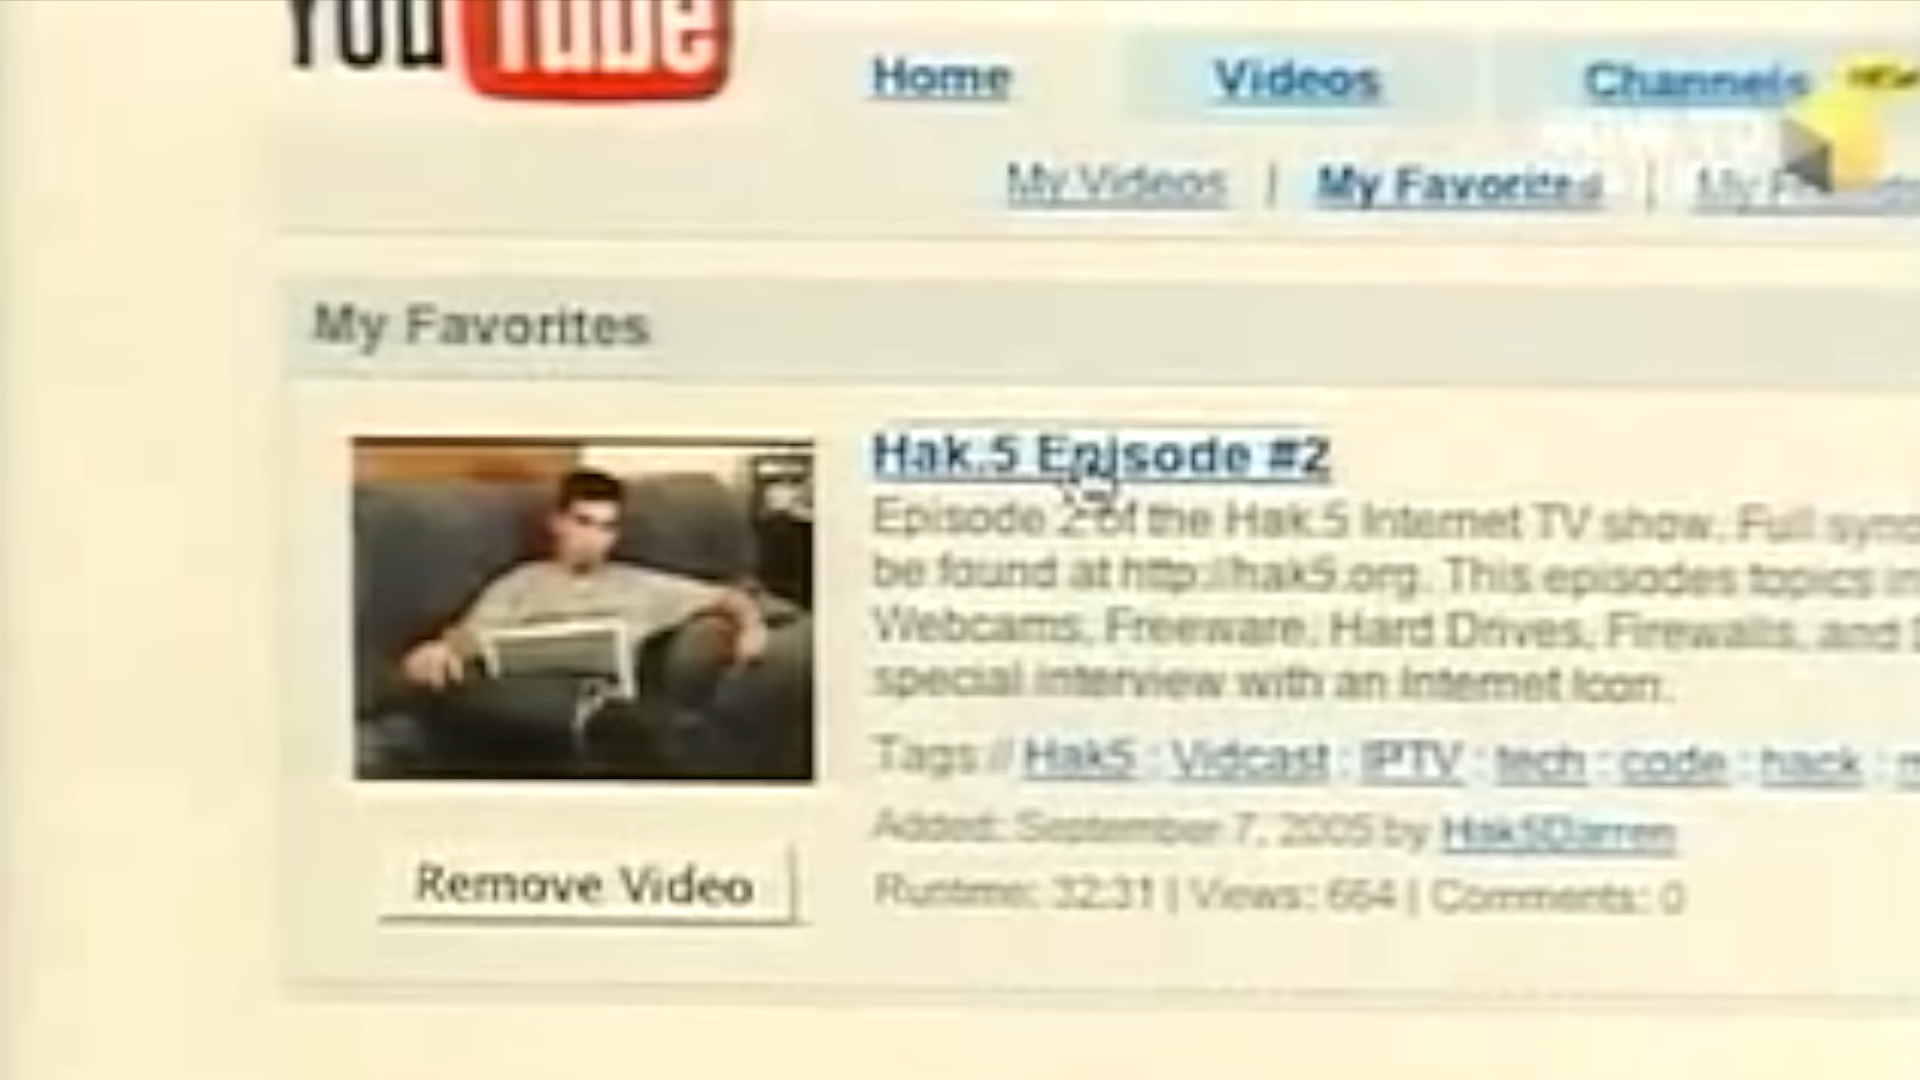 YouTube
Home Videos Channels
My Videos | My Favorites |  My
My Favorites
Hak.5 Episode #2
Episode 2 of the Hak.5 Internet TV show. Full
be found at http://hak5.org. This episodes topics
Webcams, Freeware, Hard Drives, Firewalls, and
special interview with an Internet Icon.
Tags // Hak5 : Vidcast : IPTV : tech : code : hack :
Added: September 7, 2005 by Hak5Darren
Remove Video
Runtime: 32:31 | Views: 664 | Comments: 0